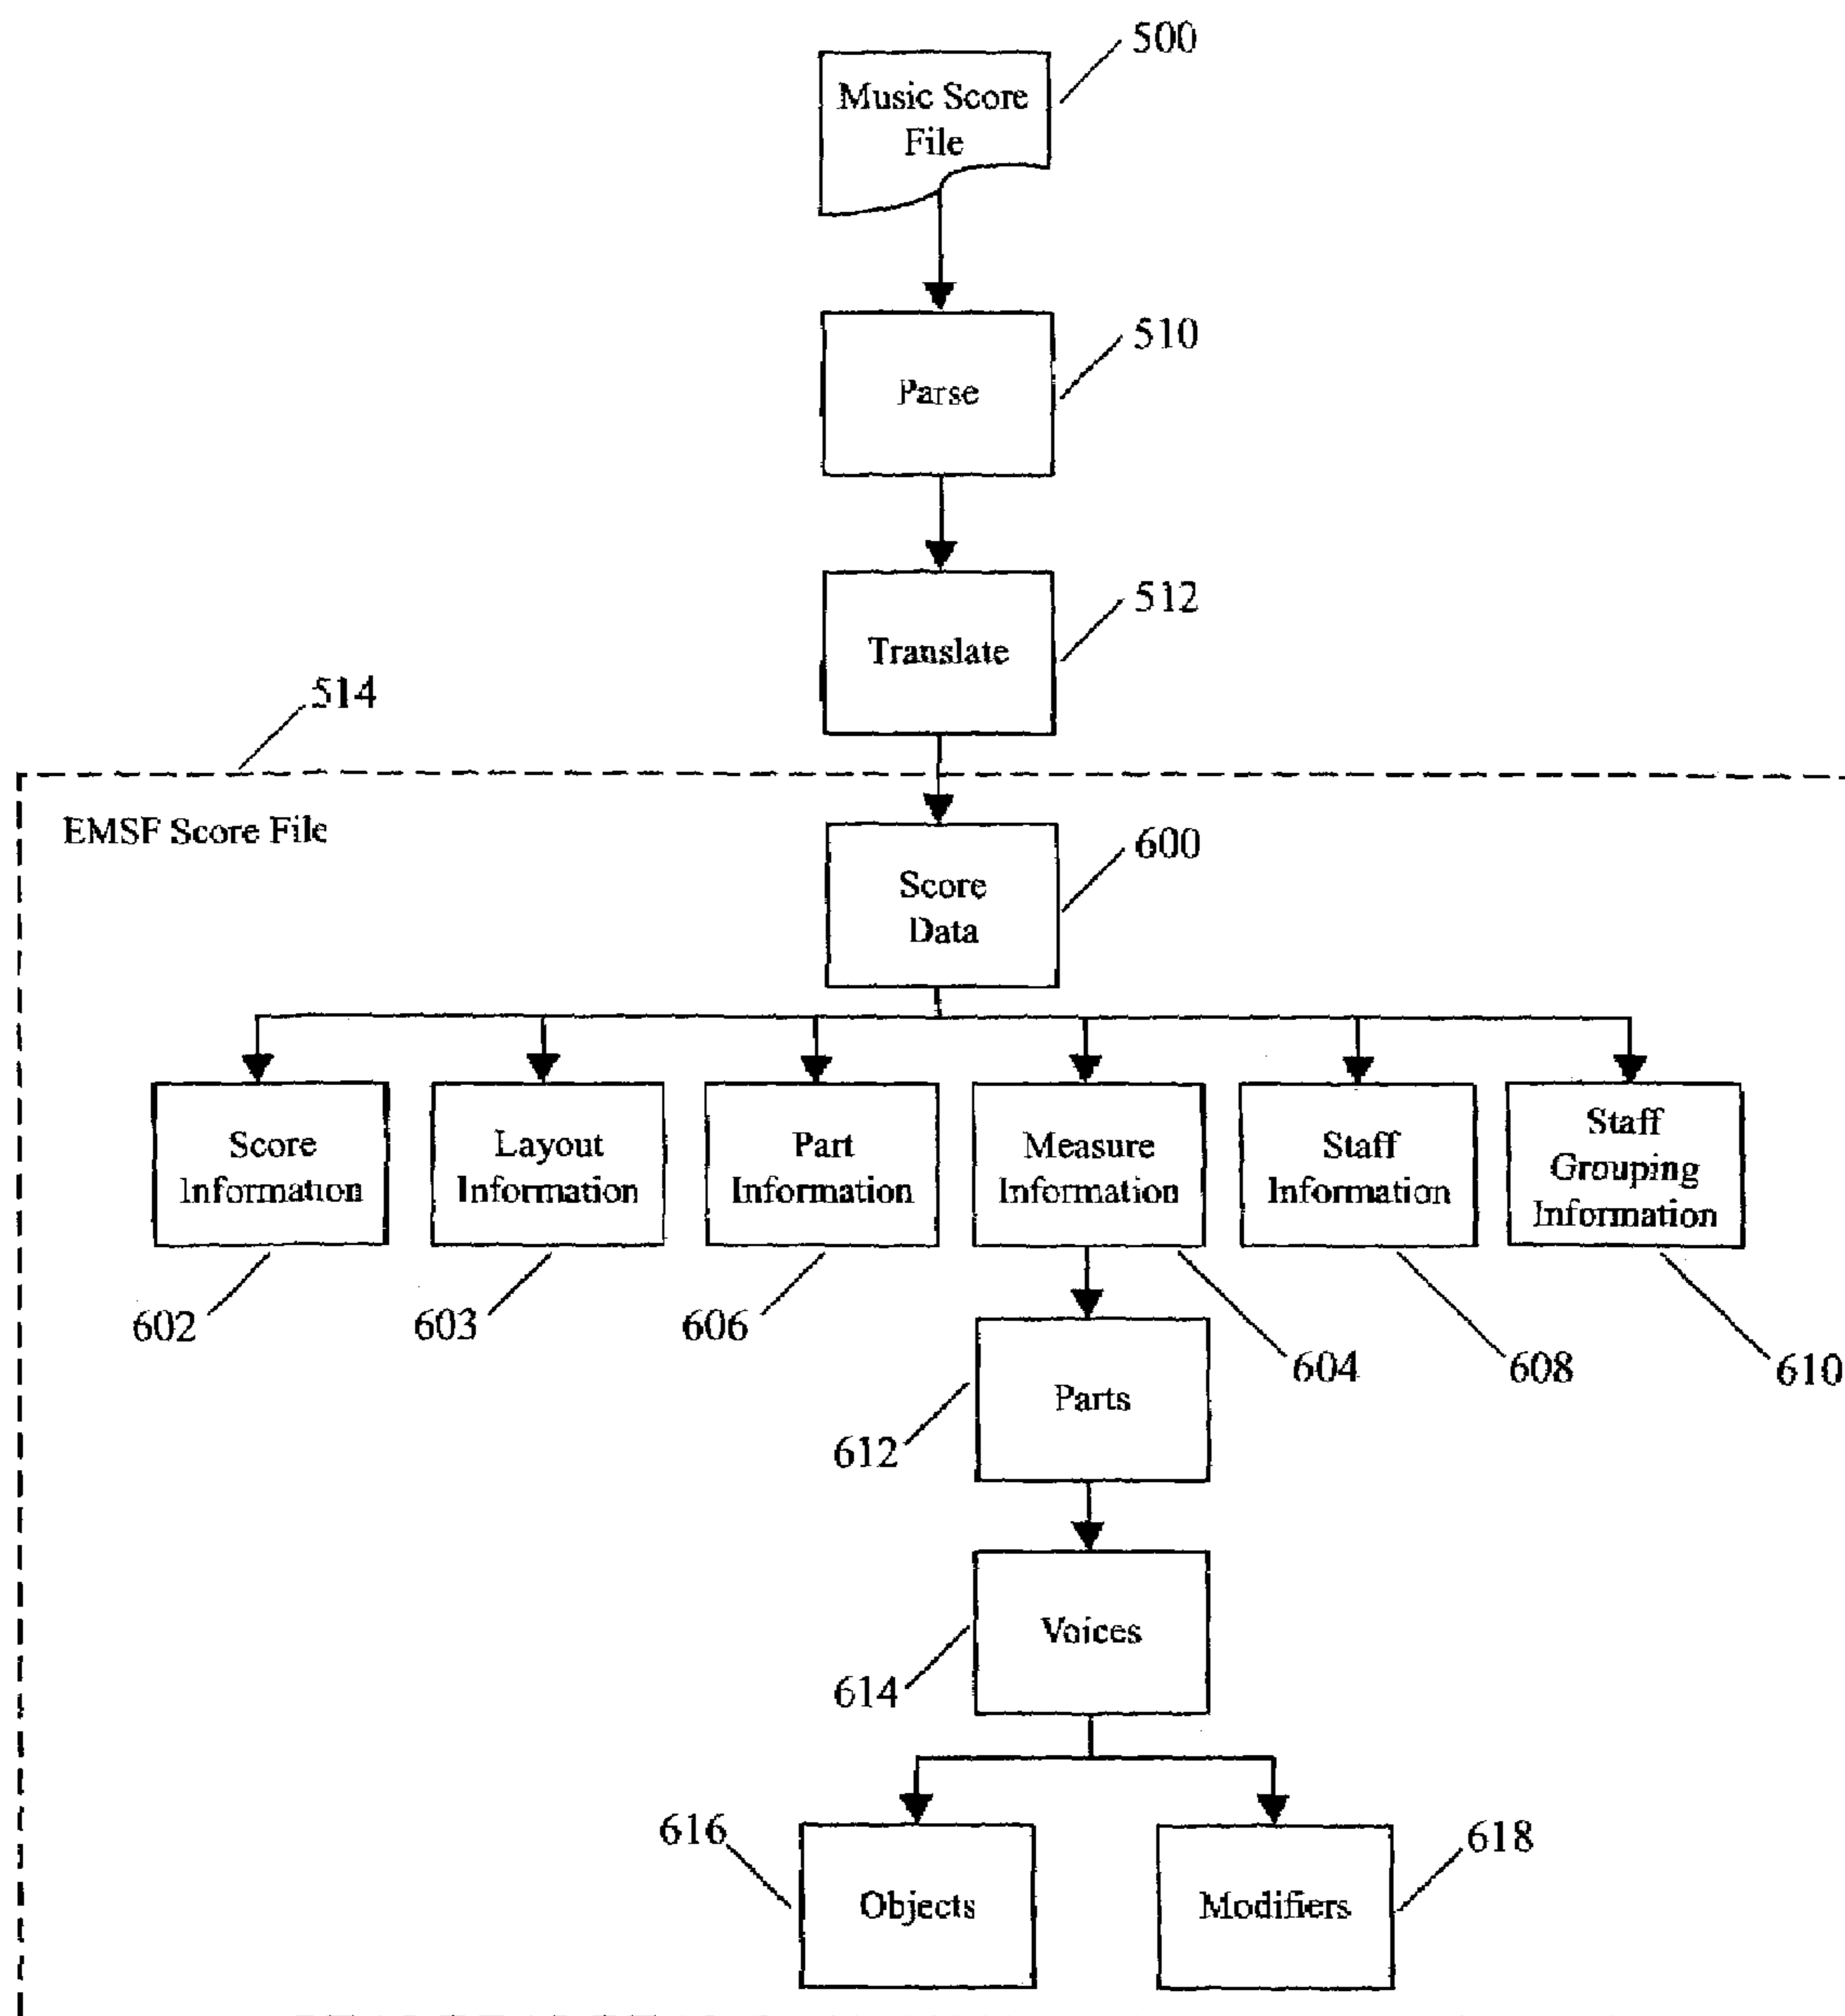 500
Music Score
File
510
Parse
512
Translate
514
EMSF Score File
600
Score
Data
Score
Information
Layout
Information
Part
Information
Measure
Information
Staff
Information
Staff
Grouping
Information
602
603
606
604
608
610
Parts
612
Voices
614
616
618
Objects
Modifiers